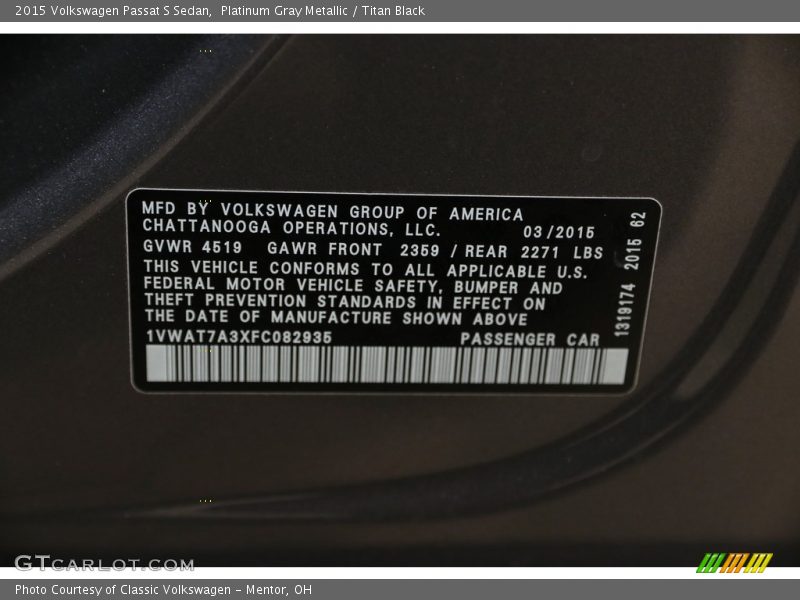 2015 Volkswagen Passat S Sedan,  Platinum Gray Metallic / Titan Black
MFD BY VOLKSWAGEN GROUP OF AMERICA
CHATTANOOGA OPERATIONS, LLC. 03/2015
GVWR 4519 GAWR FRONT 2359 / REAR 2271 LBS
THIS VEHICLE CONFORMS TO ALL APPLICABLE U.S.
FEDERAL MOTOR VEHICLE SAFETY, BUMPER AND
THEFT PREVENTION STANDARDS IN EFFECT ON
THE DATE OF MANUFACTURE SHOWN ABOVE
1VWAT7A3XFC082935 PASSENGER CAR
1319174 2015 62
GTCARLOT.COM
Photo Courtesy of Classic Volkswagen - Mentor, OH